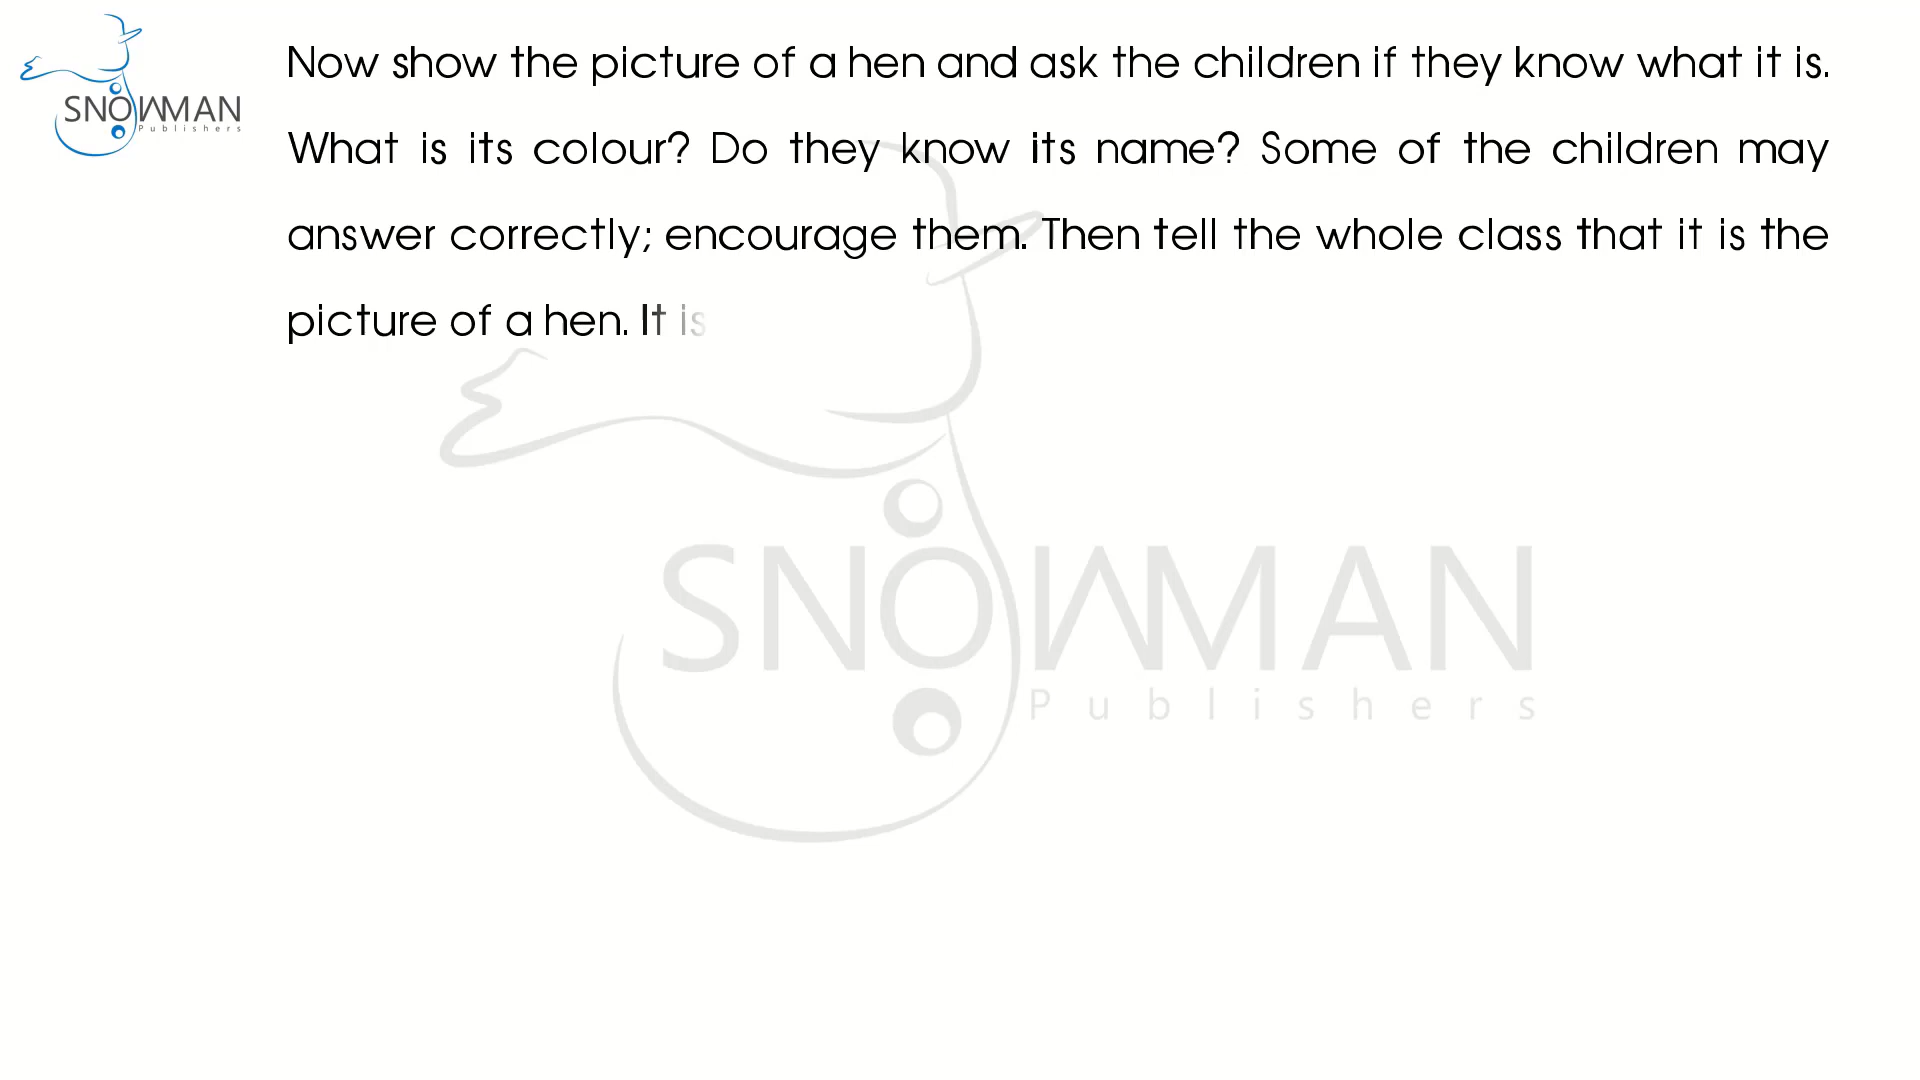 SNOWMAN
Publishers
Now show the picture of a hen and ask the children if they know what it is.
What is its colour? Do they know its name? Some of the children may
answer correctly; encourage them. Then tell the whole class that it is the
picture of a hen. It is
SNOWMAN
Publishers